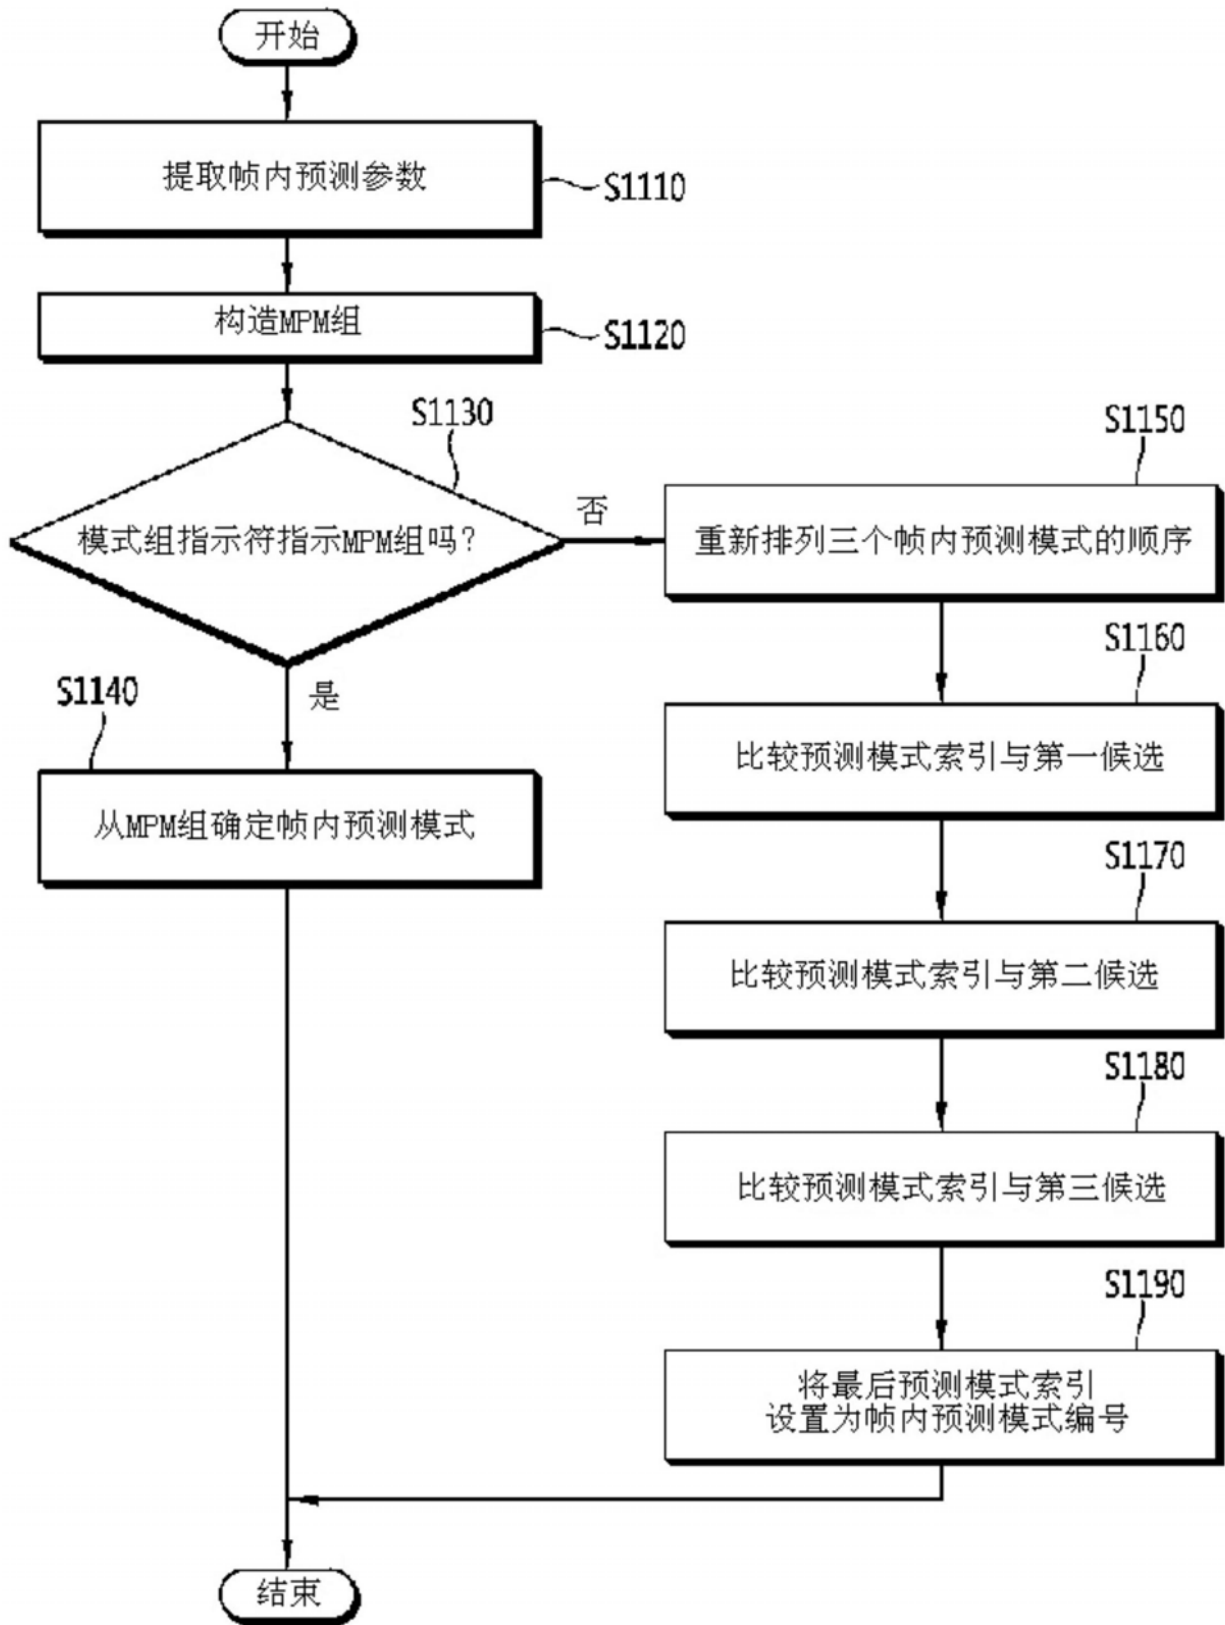 开始
提取帧内预测参数
S1110
构造MPM组
S1120
S1130
模式组指示符指示MPM组吗?
否
是
S1140
从MPM组确定帧内预测模式
S1150
重新排列三个帧内预测模式的顺序
S1160
比较预测模式索引与第一候选
S1170
比较预测模式索引与第二候选
S1180
比较预测模式索引与第三候选
S1190
将最后预测模式索引
设置为帧内预测模式编号
结束